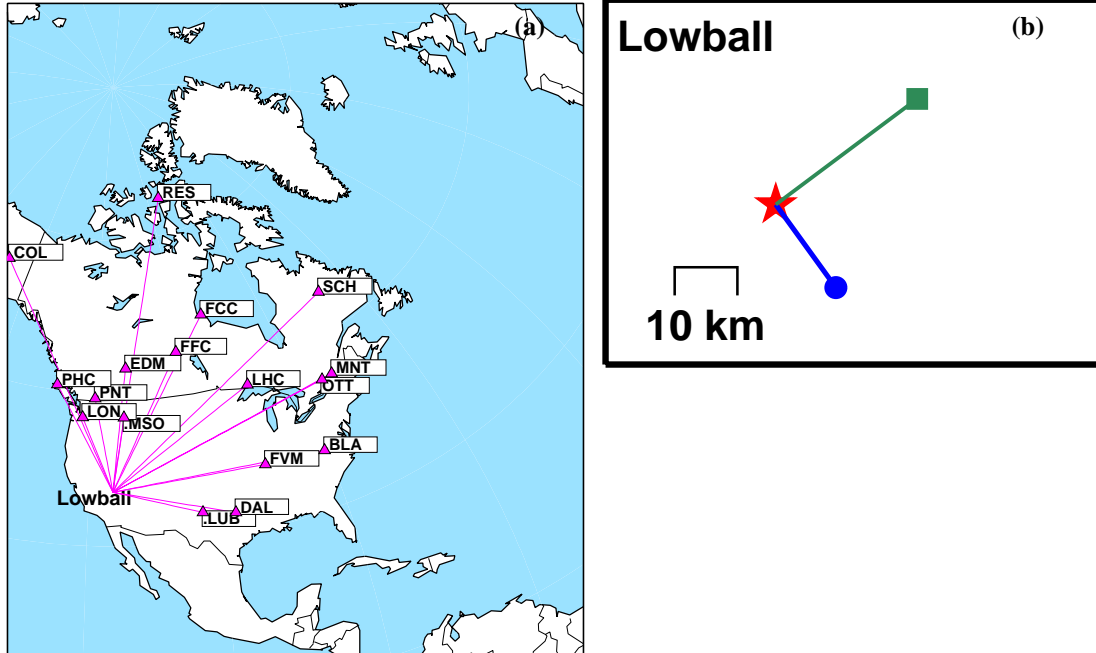 (a)
RES
COL
SCH
FCC
FFC
EDM
MNT
PHC
LHC
OTT
PNT
LON
.MSO
BLA
FVM
Lowball
DAL
.LUB
Lowball
(b)
10 km